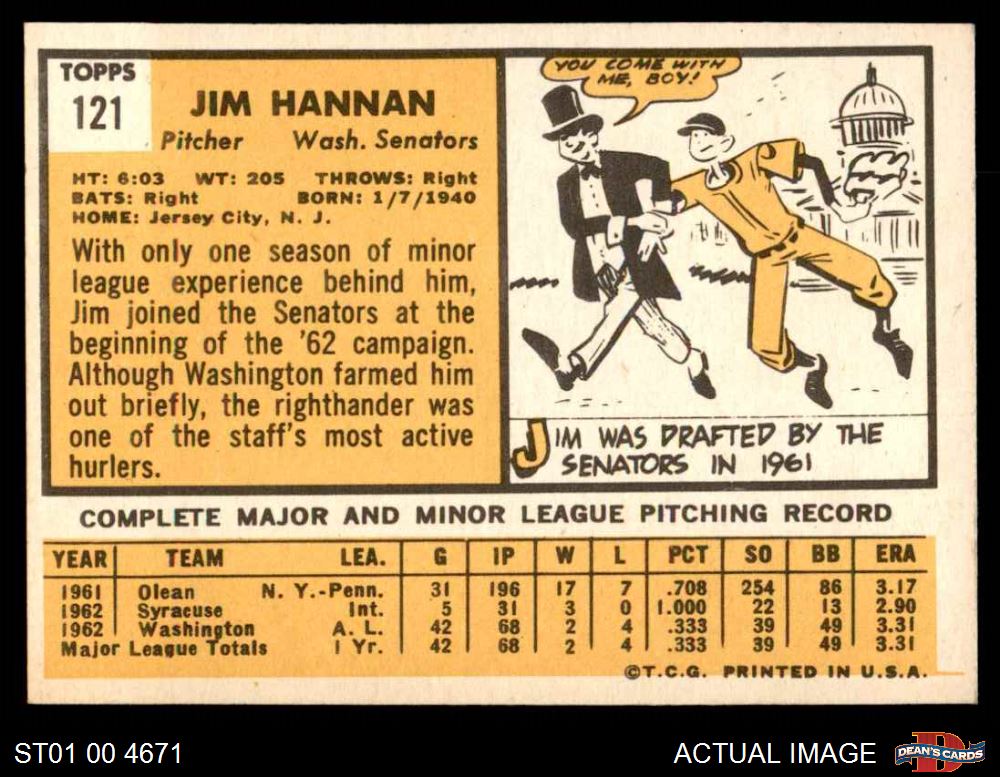 TOPPS
121
JIM HANNAN
Pitcher Wash. Senators
HT: 6:03 WT: 205 THROWS: Right
BATS: Right BORN: 1/7/1940
HOME: Jersey City, N. J.
With only one season of minor
league experience behind him,
Jim joined the Senators at the
beginning of the '62 campaign.
Although Washington farmed him
out briefly, the righthander was
one of the staff's most active
hurlers.
YOU COME WITH
ME, BOY!
JIM WAS DRAFTED BY THE
SENATORS IN 1961
COMPLETE MAJOR AND MINOR LEAGUE PITCHING RECORD
YEAR TEAM LEA. G IP W L PCT SO BB ERA
1961 Olean N. Y.-Penn. 31 196 17 7 .708 254 86 3.17
1962 Syracuse Int. 5 31 3 0 1.000 22 13 2.90
1962 Washington A. L. 42 68 2 4 .333 39 49 3.31
Major League Totals 1 Yr. 42 68 2 4 .333 39 49 3.31
©T.C.G. PRINTED IN U.S.A.
ST01 00 4671
ACTUAL IMAGE
D
DEAN'S CARDS